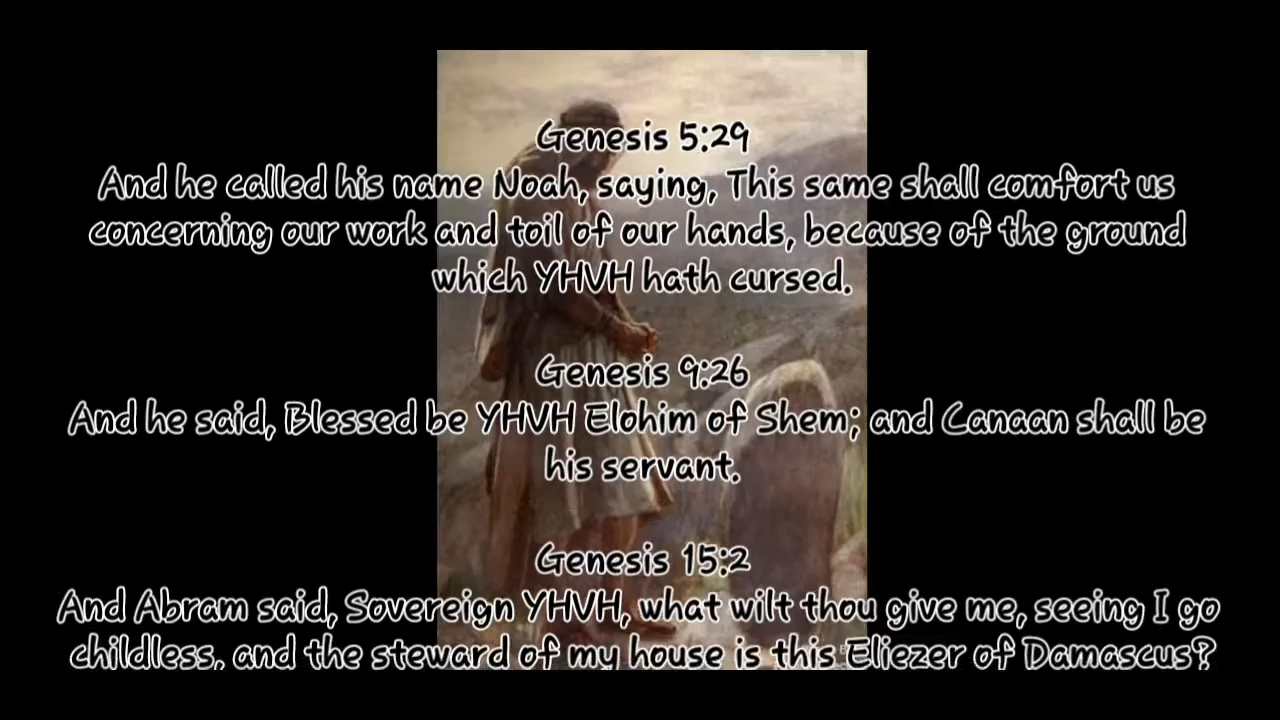 Genesis 5:29
And he called his name Noah, saying, This same shall comfort us
concerning our work and toil of our hands, because of the ground
which YHVH hath cursed.
Genesis 9:26
And he said, Blessed be YHVH Elohim of Shem; and Canaan shall be
his servant.
Genesis 15:2
And Abram said, Sovereign YHVH, what wilt thou give me, seeing I go
childless, and the steward of my house is this Eliezer of Damascus?